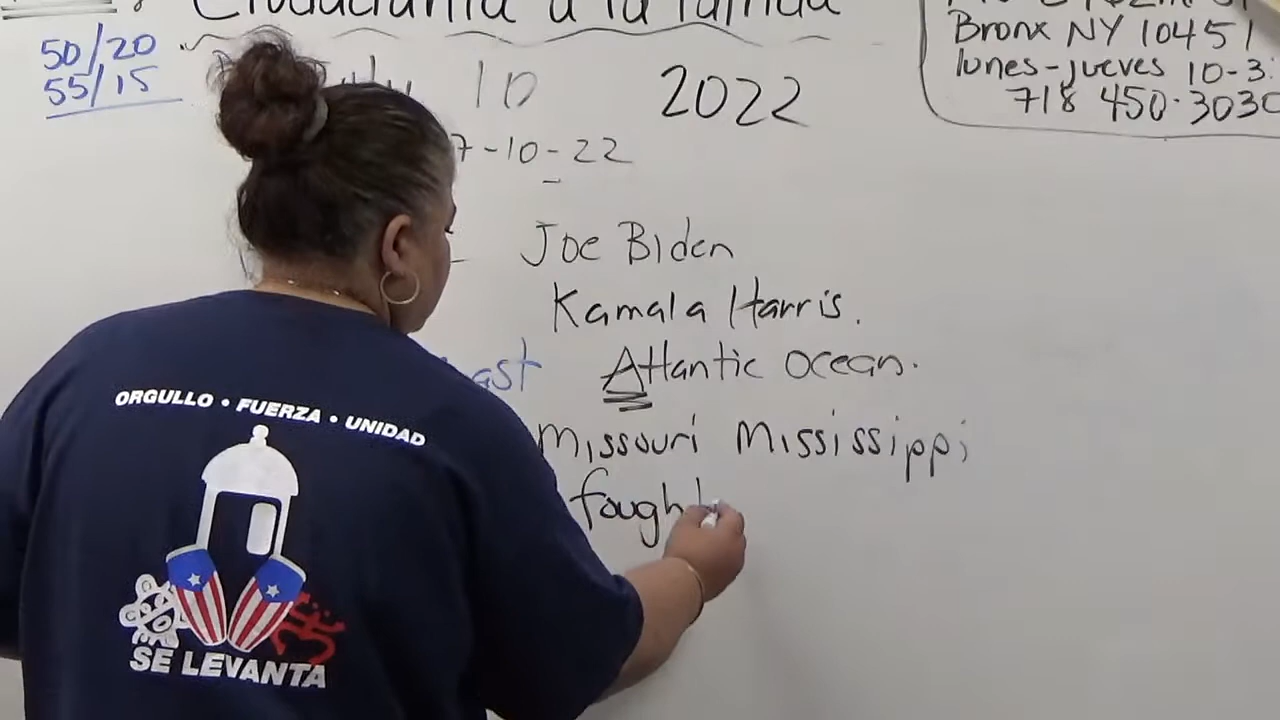 Ciudadanía a la
50/20
55/15
10 2022
7-10-22
Joe Biden
Kamala Harris.
Atlantic Ocean.
Missouri Mississippi
fought
Bronx NY 10451
lunes-jueves 10-3:
718 450-3030
ORGULLO • FUERZA • UNIDAD
SE LEVANTA